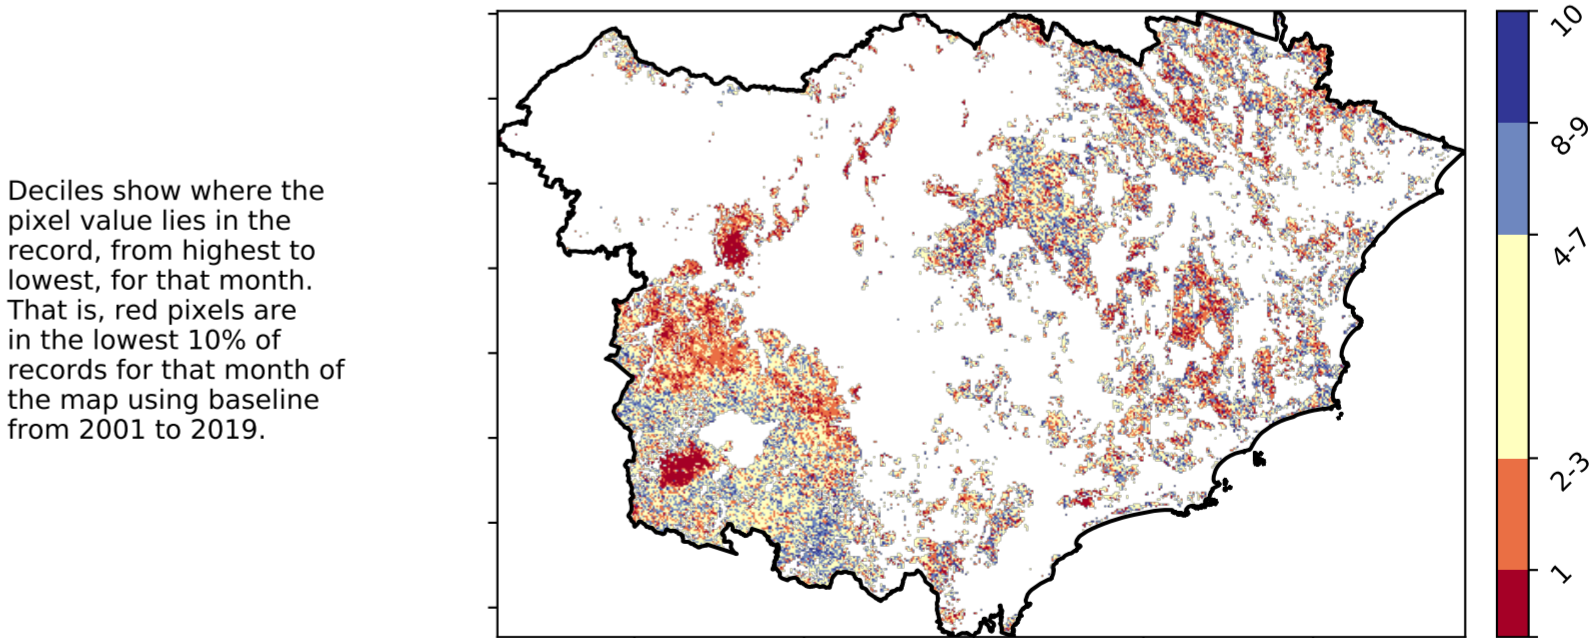 Deciles show where the
pixel value lies in the
record, from highest to
lowest, for that month.
That is, red pixels are
in the lowest 10% of
records for that month of
the map using baseline
from 2001 to 2019.
10
8-9
4-7
2-3
1